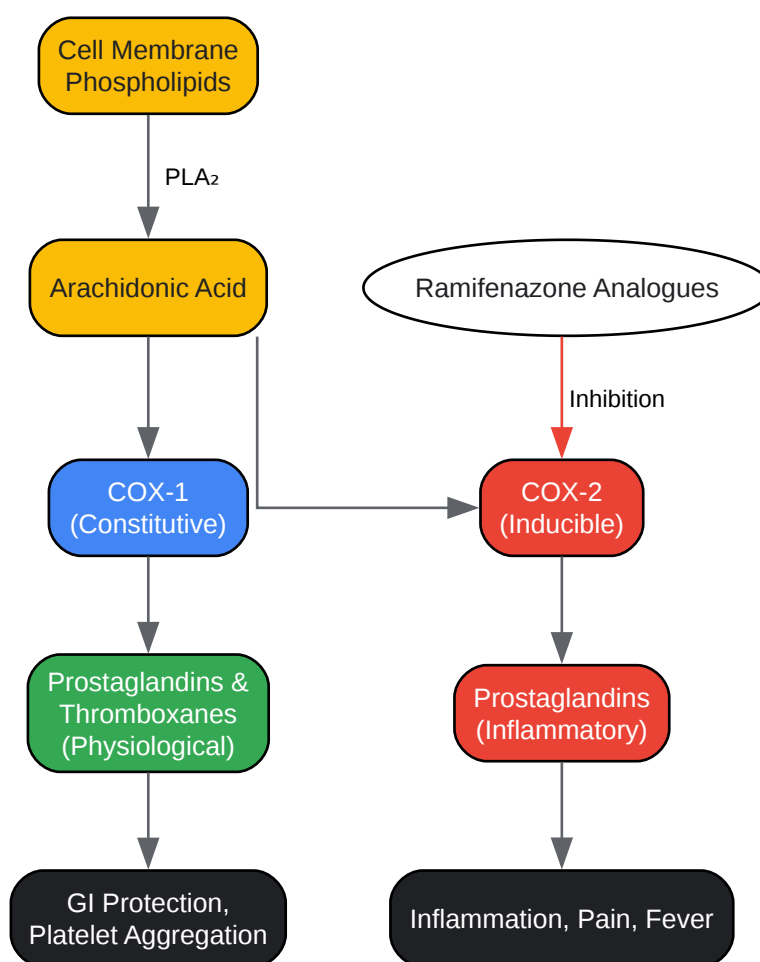 Cell Membrane
Phospholipids
PLA₂
Arachidonic Acid
Ramifenazone Analogues
Inhibition
COX-1
(Constitutive)
COX-2
(Inducible)
Prostaglandins &
Thromboxanes
(Physiological)
Prostaglandins
(Inflammatory)
GI Protection,
Platelet Aggregation
Inflammation, Pain, Fever